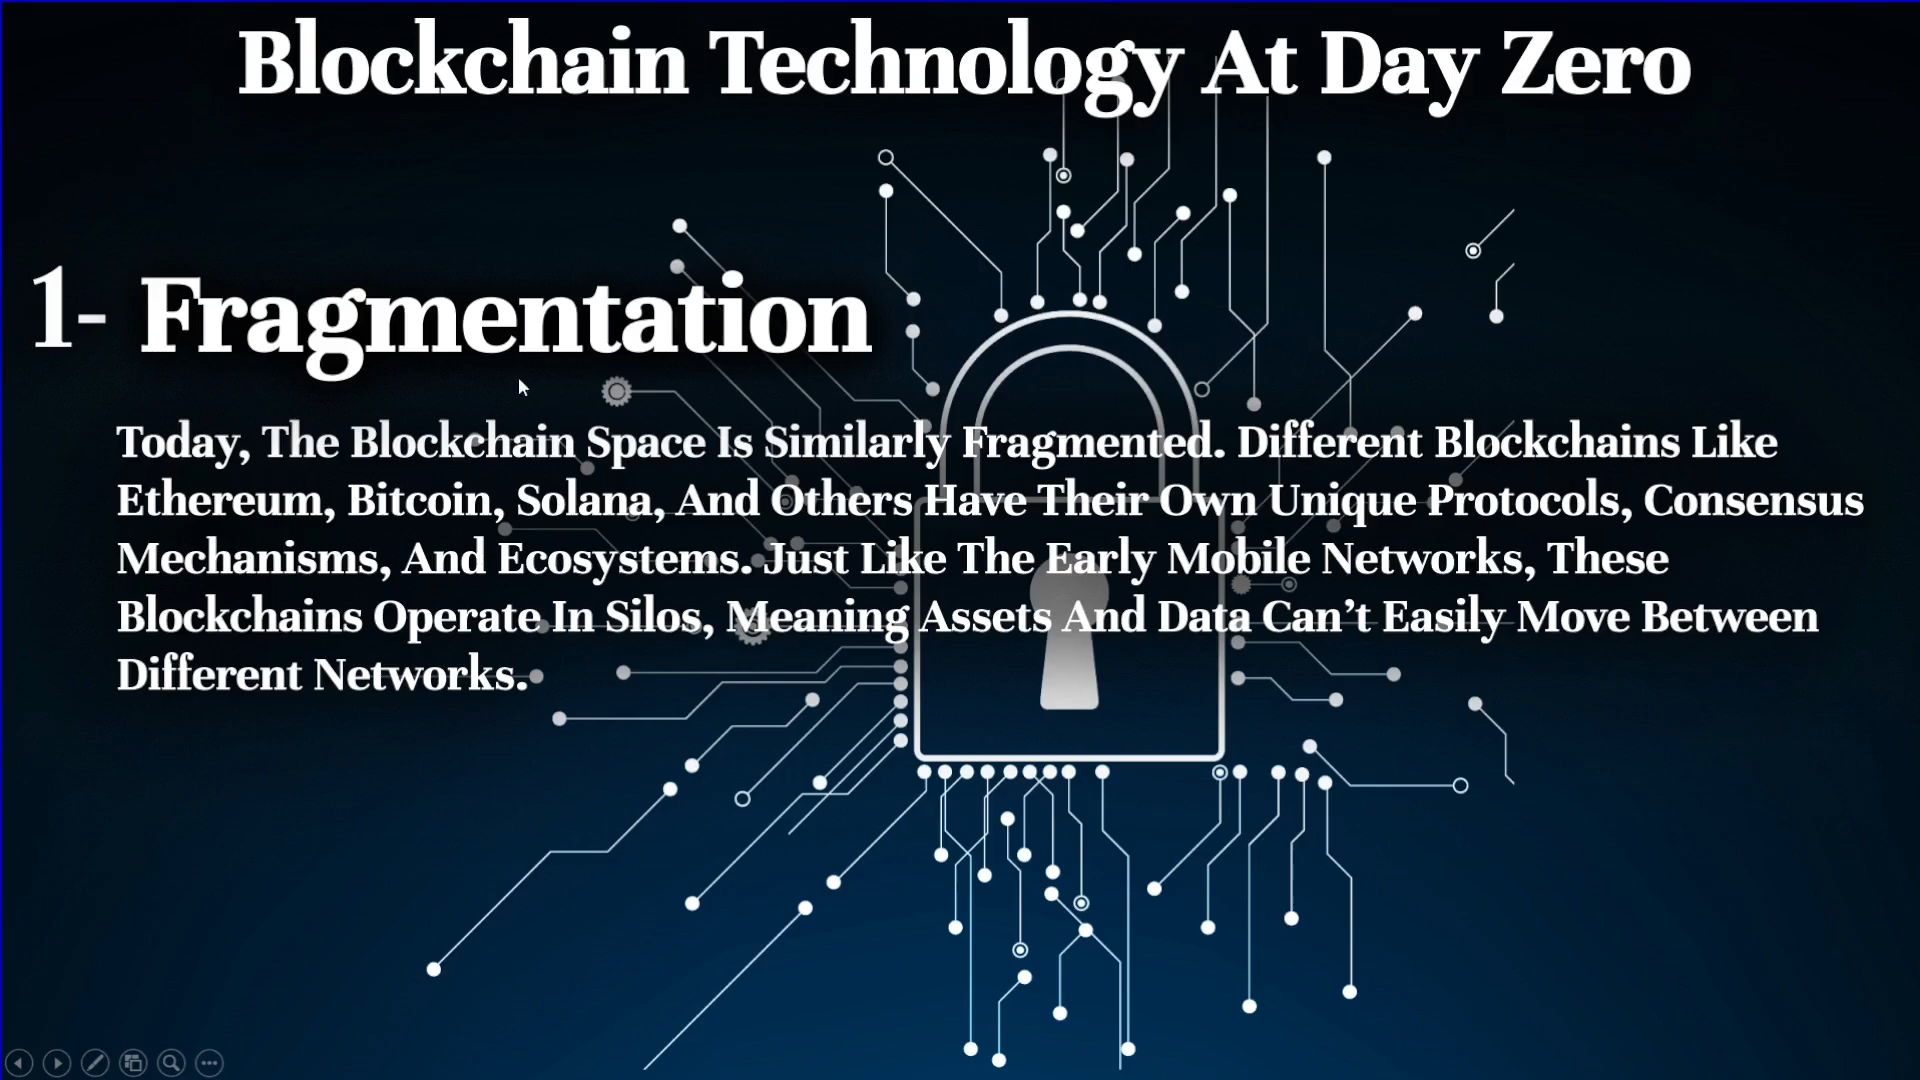 Blockchain Technology At Day Zero
1- Fragmentation
Today, The Blockchain Space Is Similarly Fragmented. Different Blockchains Like
Ethereum, Bitcoin, Solana, And Others Have Their Own Unique Protocols, Consensus
Mechanisms, And Ecosystems. Just Like The Early Mobile Networks, These
Blockchains Operate In Silos, Meaning Assets And Data Can’t Easily Move Between
Different Networks.